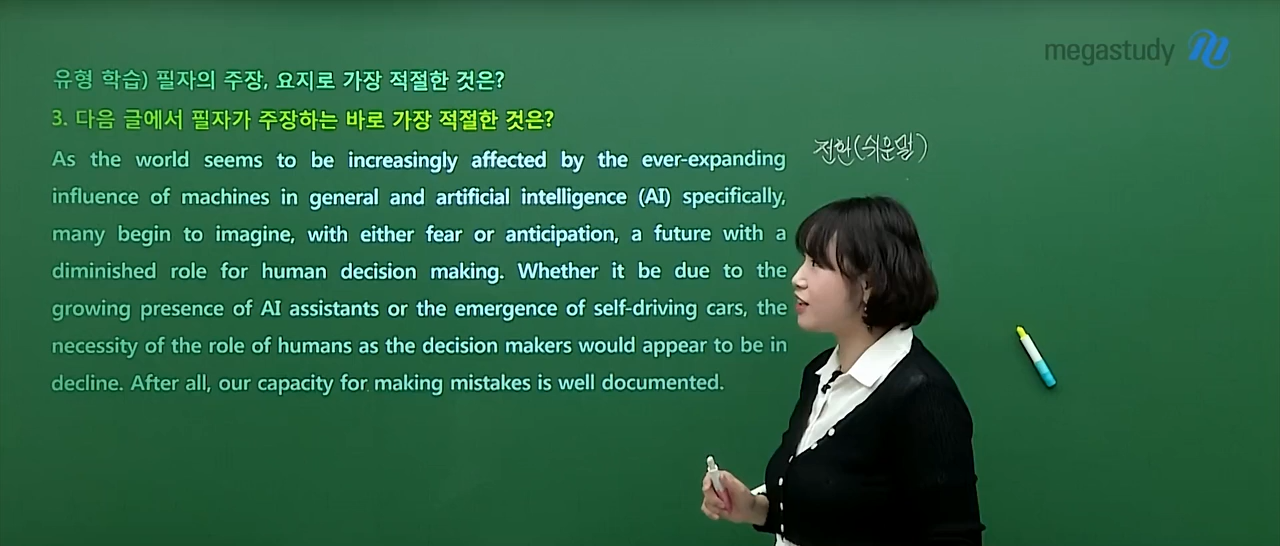 megastudy
유형 학습) 필자의 주장, 요지로 가장 적절한 것은?
3. 다음 글에서 필자가 주장하는 바로 가장 적절한 것은?
As the world seems to be increasingly affected by the ever-expanding
influence of machines in general and artificial intelligence (AI) specifically,
many begin to imagine, with either fear or anticipation, a future with a
diminished role for human decision making. Whether it be due to the
growing presence of AI assistants or the emergence of self-driving cars, the
necessity of the role of humans as the decision makers would appear to be in
decline. After all, our capacity for making mistakes is well documented.
전환(쉬운말)